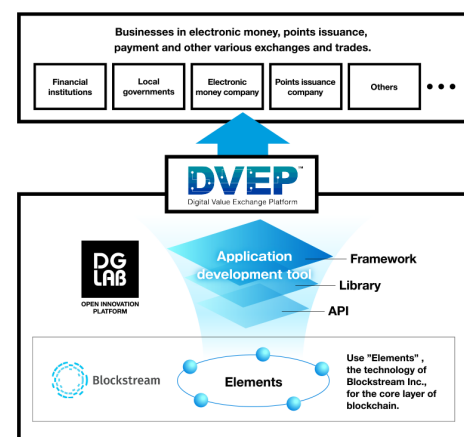 Businesses in electronic money, points issuance,
payment and other various exchanges and trades.
Financial
institutions
Local
governments
Electronic
money company
Points issuance
company
Others
DVEP™
Digital Value Exchange Platform
DG
LAB
OPEN INNOVATION
PLATFORM
Application
development tool
Framework
Library
API
Blockstream
Elements
Use "Elements" ,
the technology of
Blockstream Inc.,
for the core layer of
blockchain.